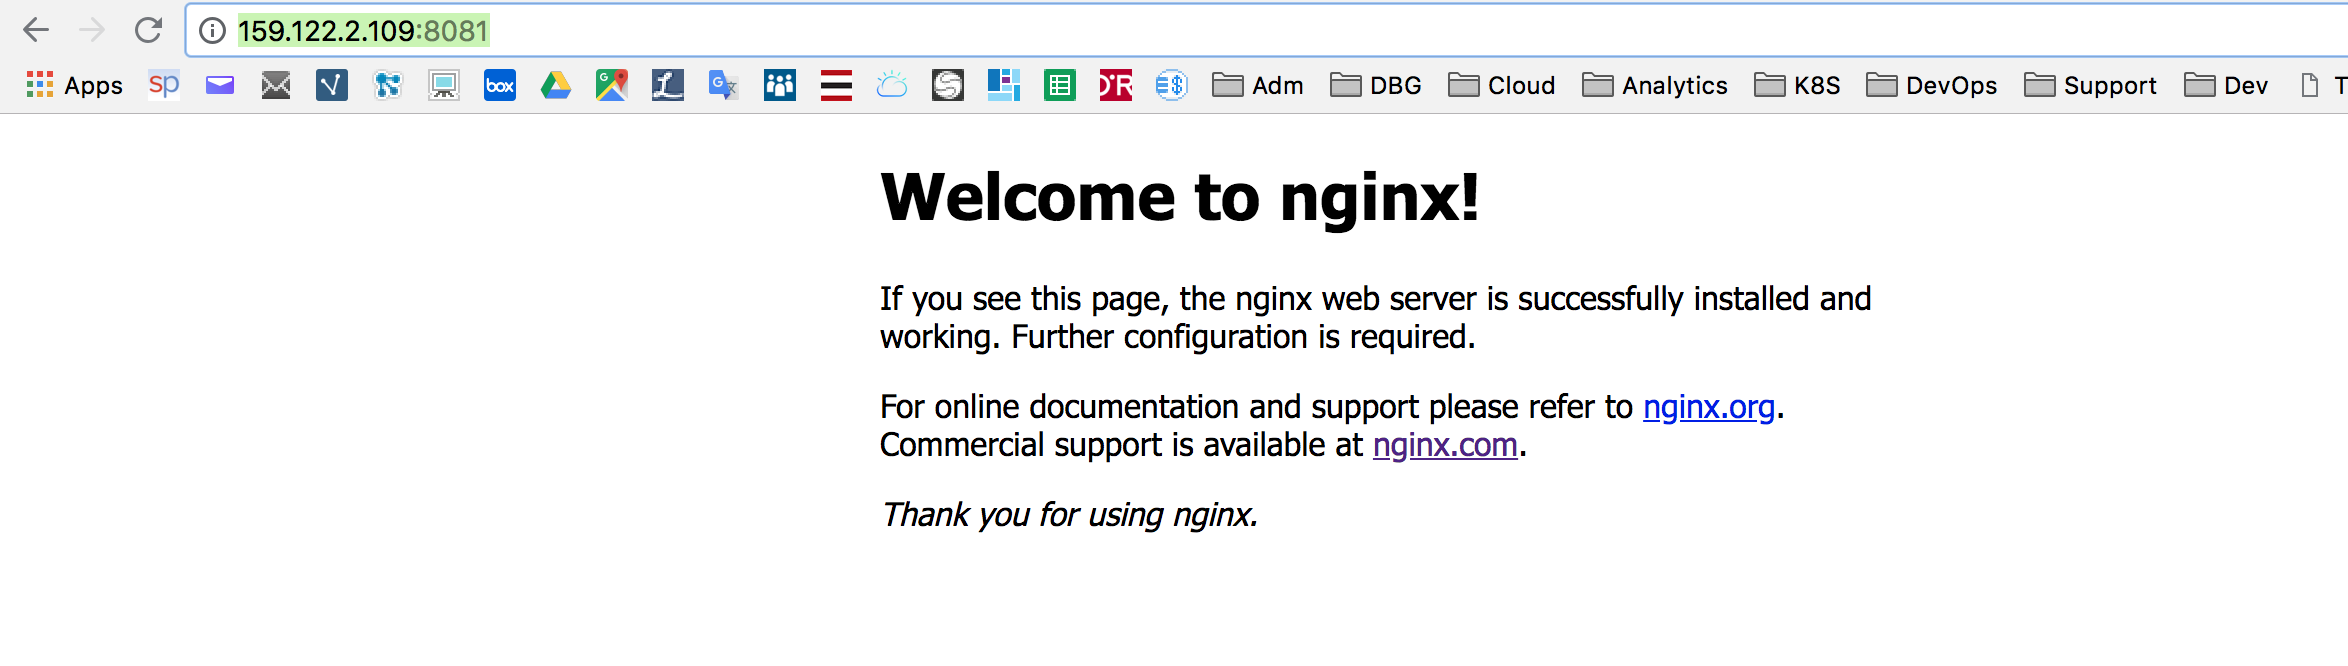 159.122.2.109:8081
Apps sp box G G L O'R $ Adm DBG Cloud Analytics K8S DevOps Support Dev T
Welcome to nginx!
If you see this page, the nginx web server is successfully installed and
working. Further configuration is required.
For online documentation and support please refer to nginx.org.
Commercial support is available at nginx.com.
Thank you for using nginx.